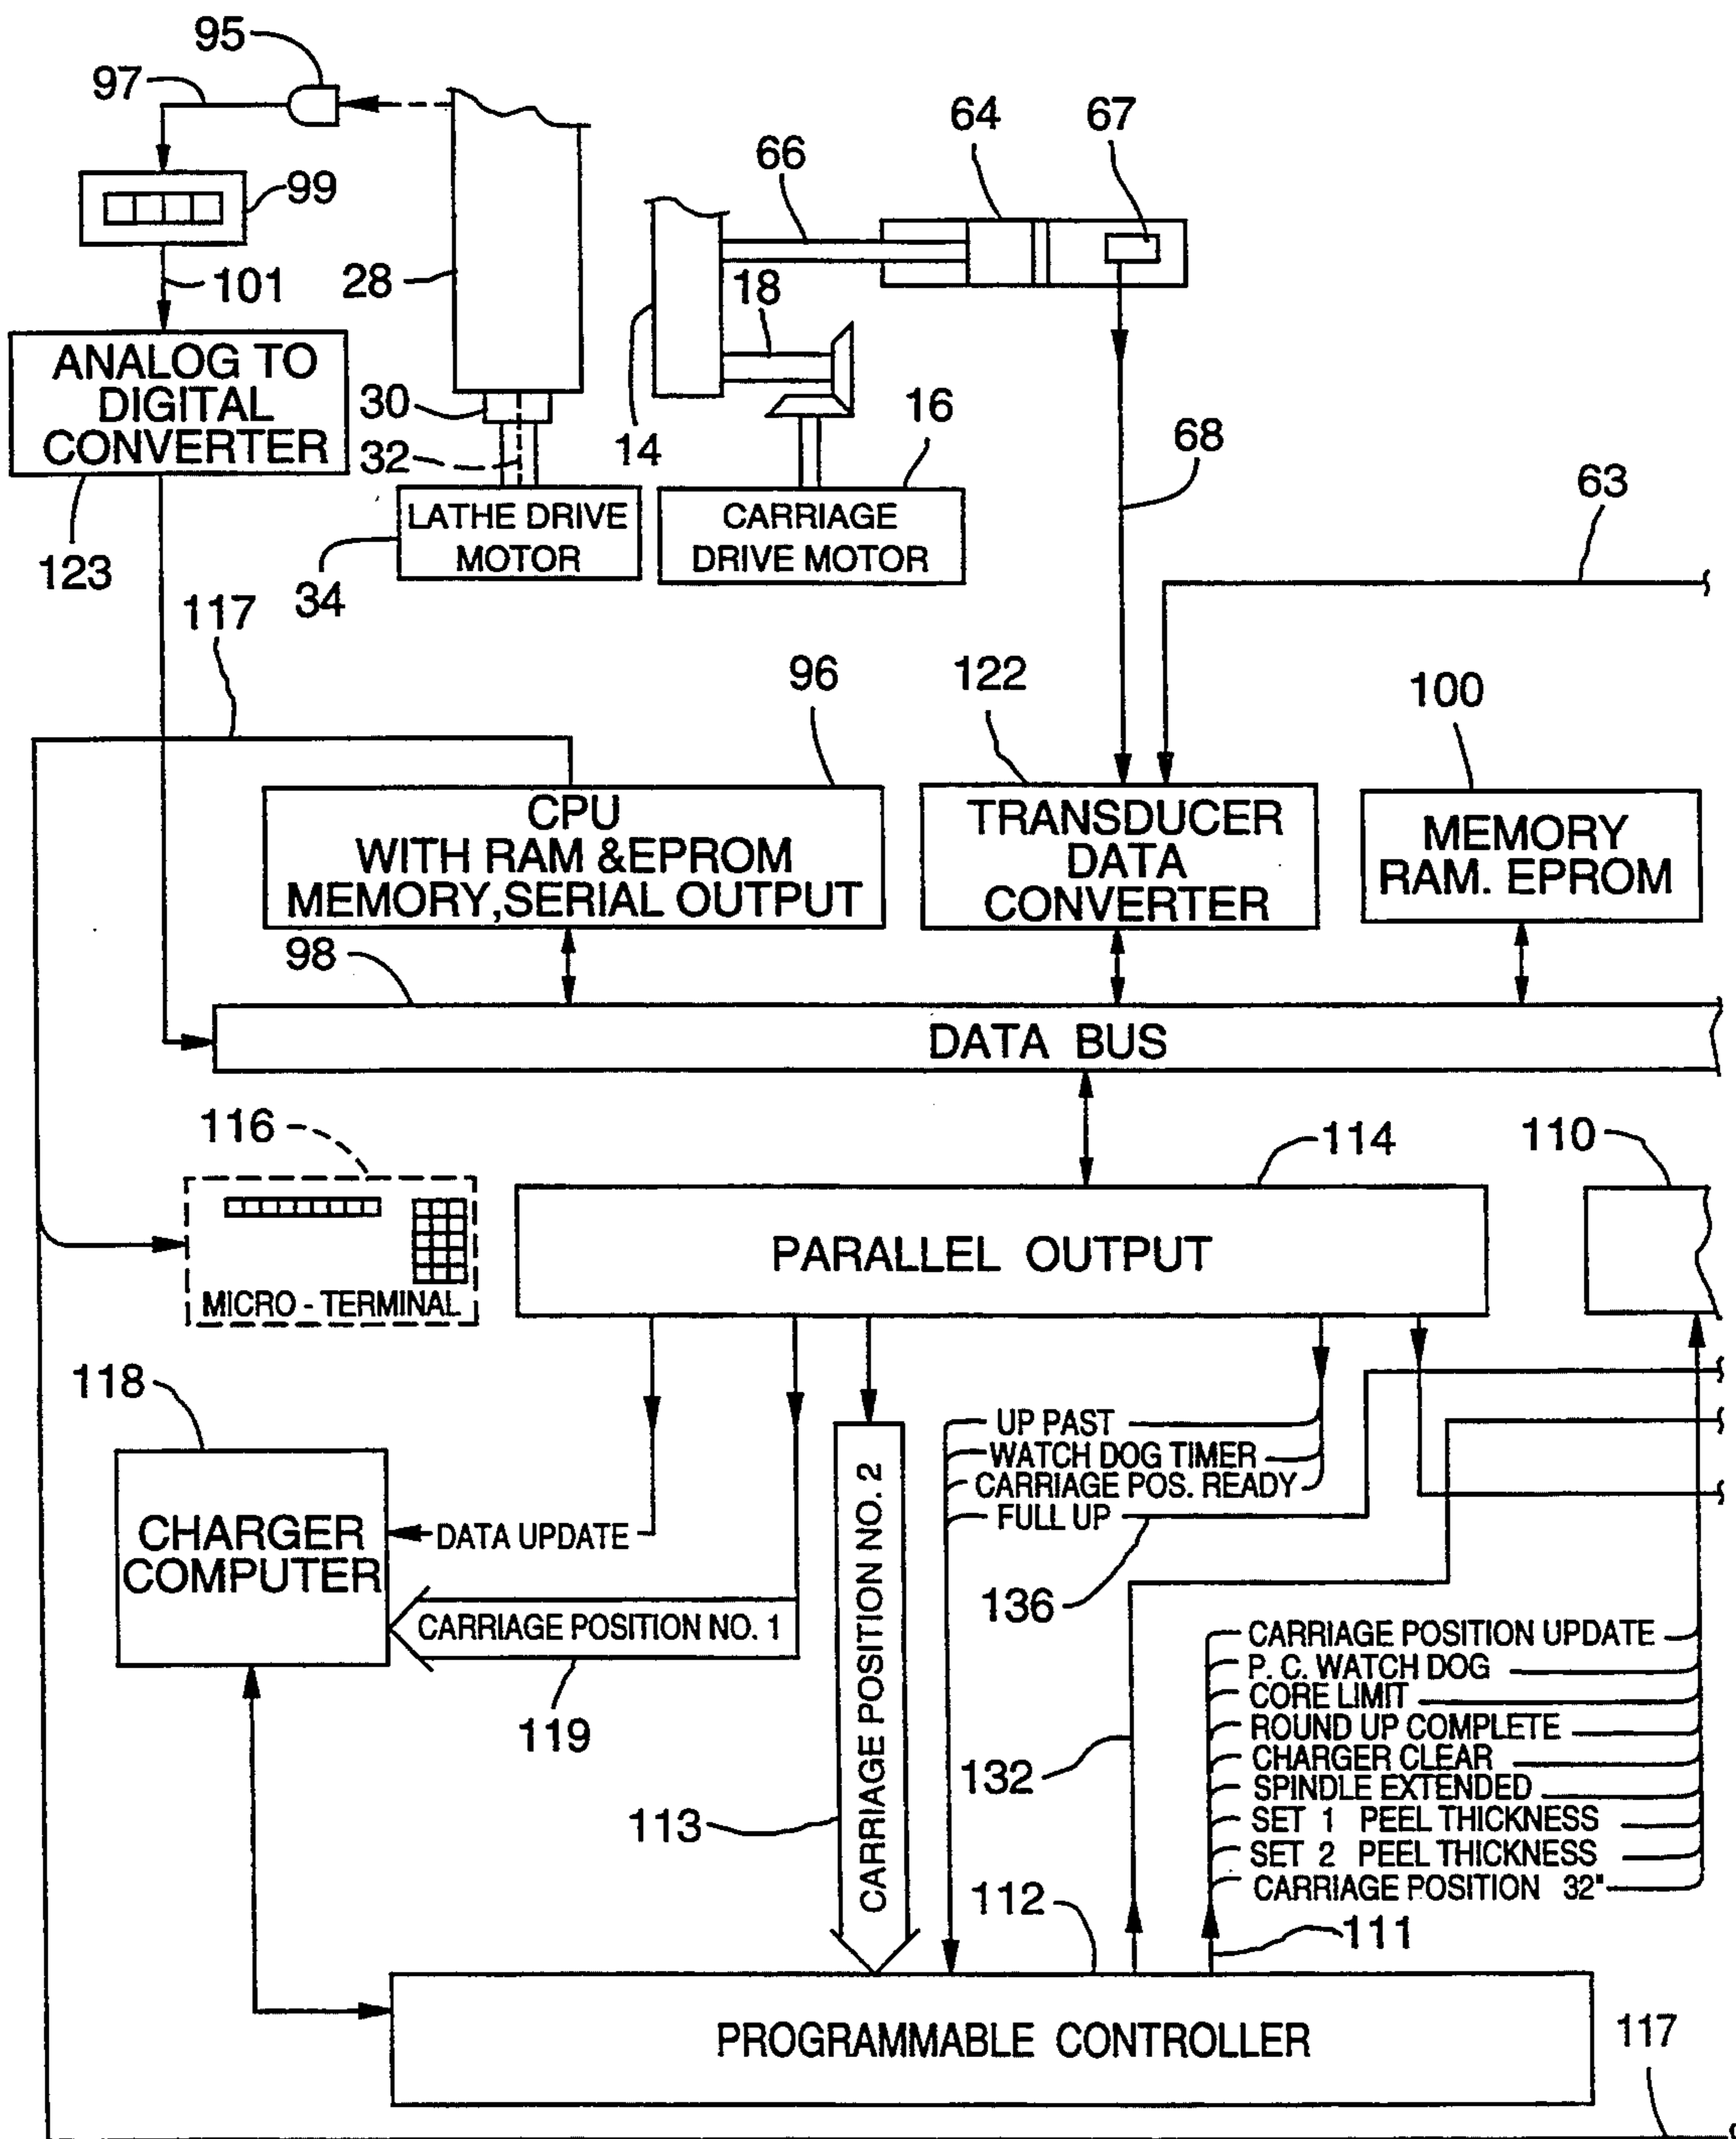 95
97
64
67
66
99
28
18
101
ANALOG TO
DIGITAL
CONVERTER
30
32
14
16
68
63
LATHE DRIVE
MOTOR
CARRIAGE
DRIVE MOTOR
123
34
117
96
122
100
CPU
WITH RAM &EPROM
MEMORY,SERIAL OUTPUT
TRANSDUCER
DATA
CONVERTER
MEMORY
RAM. EPROM
98
DATA BUS
116
114
110
PARALLEL OUTPUT
MICRO - TERMINAL
118
UP PAST
WATCH DOG TIMER
CARRIAGE POS. READY
FULL UP
CHARGER
COMPUTER
DATA UPDATE
CARRIAGE POSITION NO. 2
136
CARRIAGE POSITION NO. 1
119
CARRIAGE POSITION UPDATE
P. C. WATCH DOG
CORE LIMIT
ROUND UP COMPLETE
CHARGER CLEAR
SPINDLE EXTENDED
SET 1 PEEL THICKNESS
SET 2 PEEL THICKNESS
CARRIAGE POSITION 32"
132
113
112
111
PROGRAMMABLE CONTROLLER
117